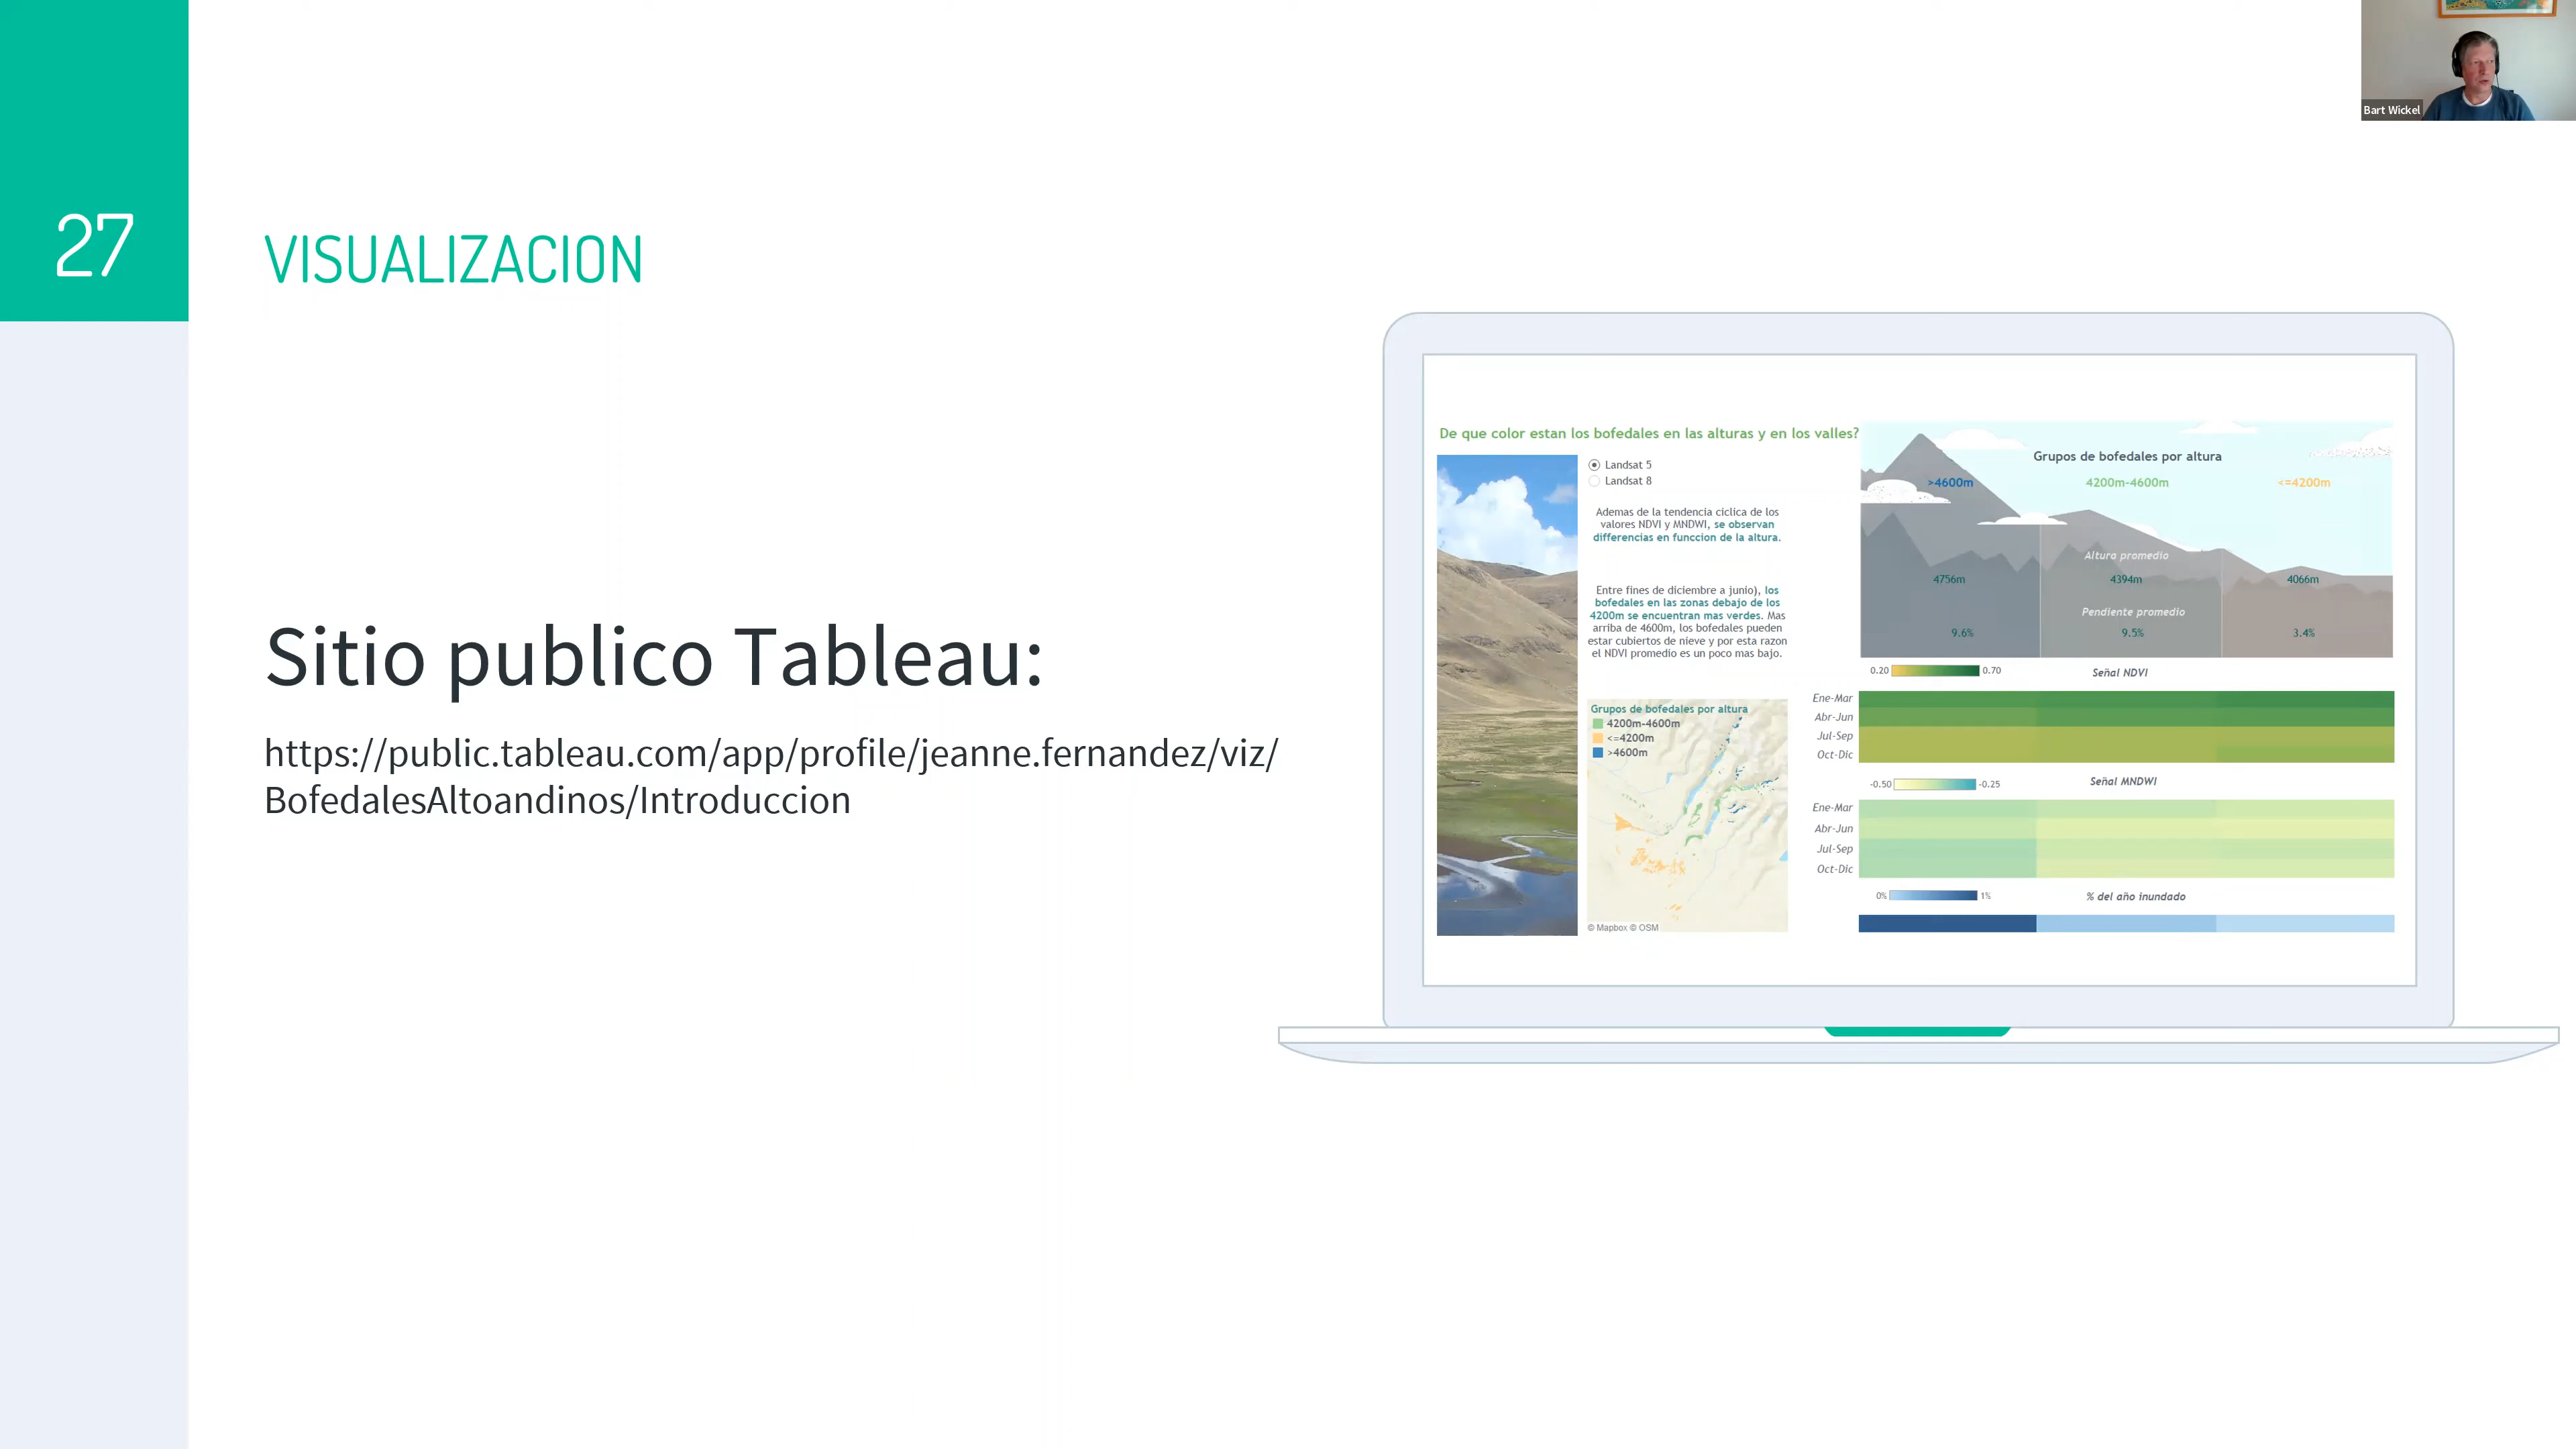 Bart Wickel
27
VISUALIZACION
Sitio publico Tableau:
https://public.tableau.com/app/profile/jeanne.fernandez/viz/
BofedalesAltoandinos/Introduccion
De que color estan los bofedales en las alturas y en los valles?
Landsat 5
Landsat 8
Ademas de la tendencia ciclica de los
valores NDVI y MNDWI, se observan
differencias en funccion de la altura.
Entre fines de diciembre a junio), los
bofedales en las zonas debajo de los
4200m se encuentran mas verdes. Mas
arriba de 4600m, los bofedales pueden
estar cubiertos de nieve y por esta razon
el NDVI promedio es un poco mas bajo.
Grupos de bofedales por altura
4200m-4600m
<=4200m
>4600m
© Mapbox © OSM
Grupos de bofedales por altura
>4600m 4200m-4600m <=4200m
Altura promedio
4756m 4394m 4066m
Pendiente promedio
9.6% 9.5% 3.4%
0.20 0.70 Señal NDVI
Ene-Mar
Abr-Jun
Jul-Sep
Oct-Dic
-0.50 -0.25 Señal MNDWI
Ene-Mar
Abr-Jun
Jul-Sep
Oct-Dic
0% 1% % del año inundado